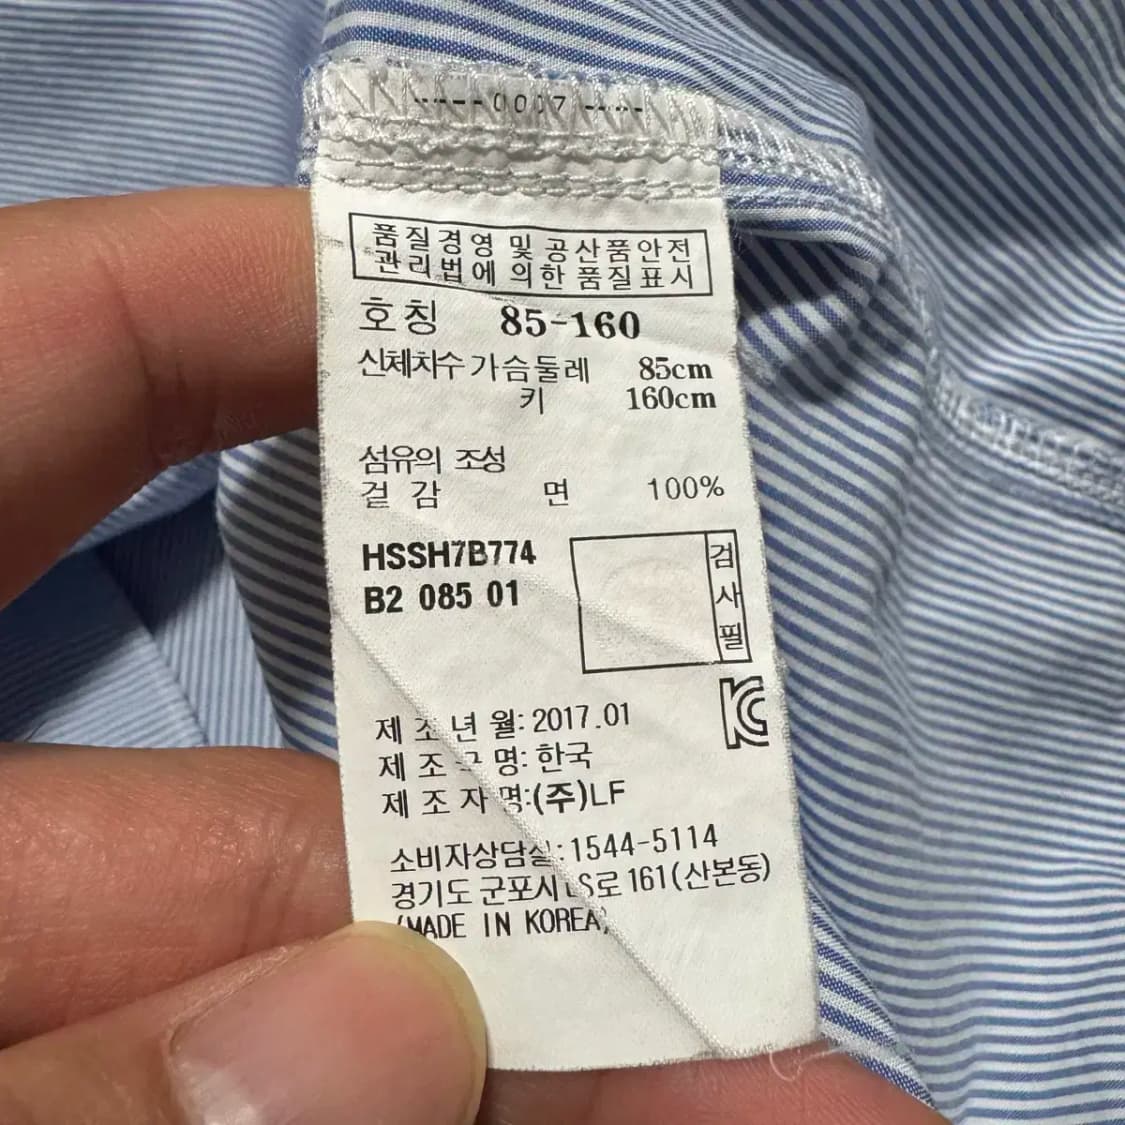 -----0007-----
품질경영 및 공산품안전
관리법에 의한 품질표시
호칭 85-160
신체치수 가슴둘레 85cm
키 160cm
섬유의 조성
겉감 면 100%
HSSH7B774
B2 085 01
검사필
제조년월: 2017.01
제조국명: 한국
제조자명:(주)LF
소비자상담실:1544-5114
경기도 군포시 LS로 161(산본동)
(MADE IN KOREA)